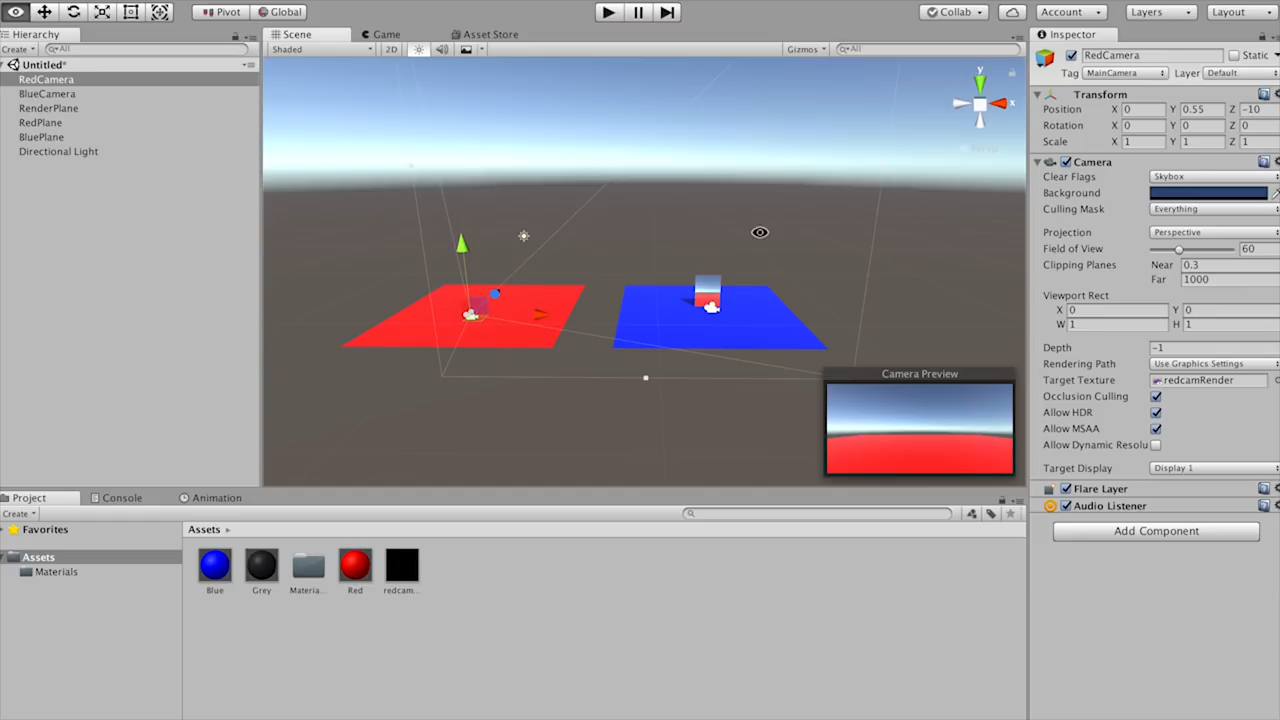 Pivot Global Collab Account Layers Layout
Hierarchy
Create All
Untitled*
RedCamera
BlueCamera
RenderPlane
RedPlane
BluePlane
Directional Light
Scene Game Asset Store
Shaded 2D Gizmos All
y
x
Camera Preview
Inspector
RedCamera Static
Tag MainCamera Layer Default
Transform
Position X 0 Y 0.55 Z -10
Rotation X 0 Y 0 Z 0
Scale X 1 Y 1 Z 1
Camera
Clear Flags Skybox
Background
Culling Mask Everything
Projection Perspective
Field of View 60
Clipping Planes Near 0.3
Far 1000
Viewport Rect
X 0 Y 0
W 1 H 1
Depth -1
Rendering Path Use Graphics Settings
Target Texture redcamRender
Occlusion Culling
Allow HDR
Allow MSAA
Allow Dynamic Resolu
Target Display Display 1
Flare Layer
Audio Listener
Add Component
Project Console Animation
Create
Favorites
Assets
Materials
Assets
Blue Grey Materia... Red redcam...